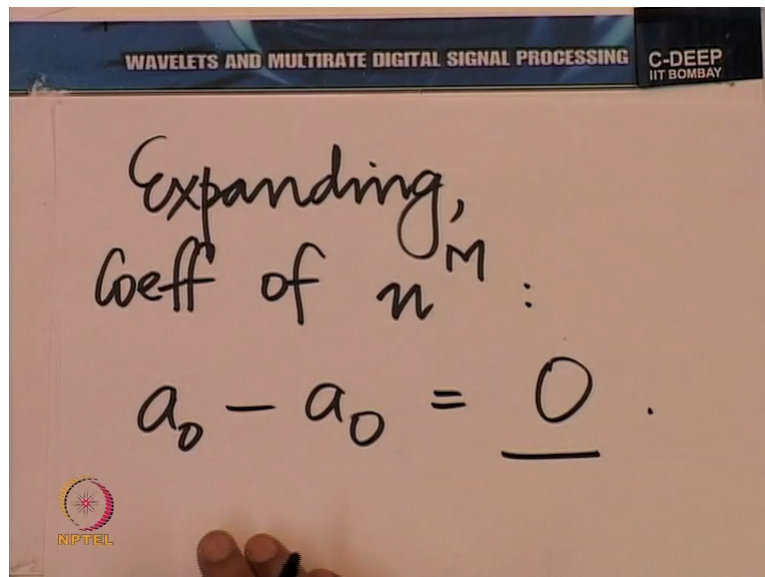 WAVELETS AND MULTIRATE DIGITAL SIGNAL PROCESSING
C-DEEP
IIT BOMBAY
Expanding,
Coeff of n^M :
a₀ − a₀ = 0 .
NPTEL